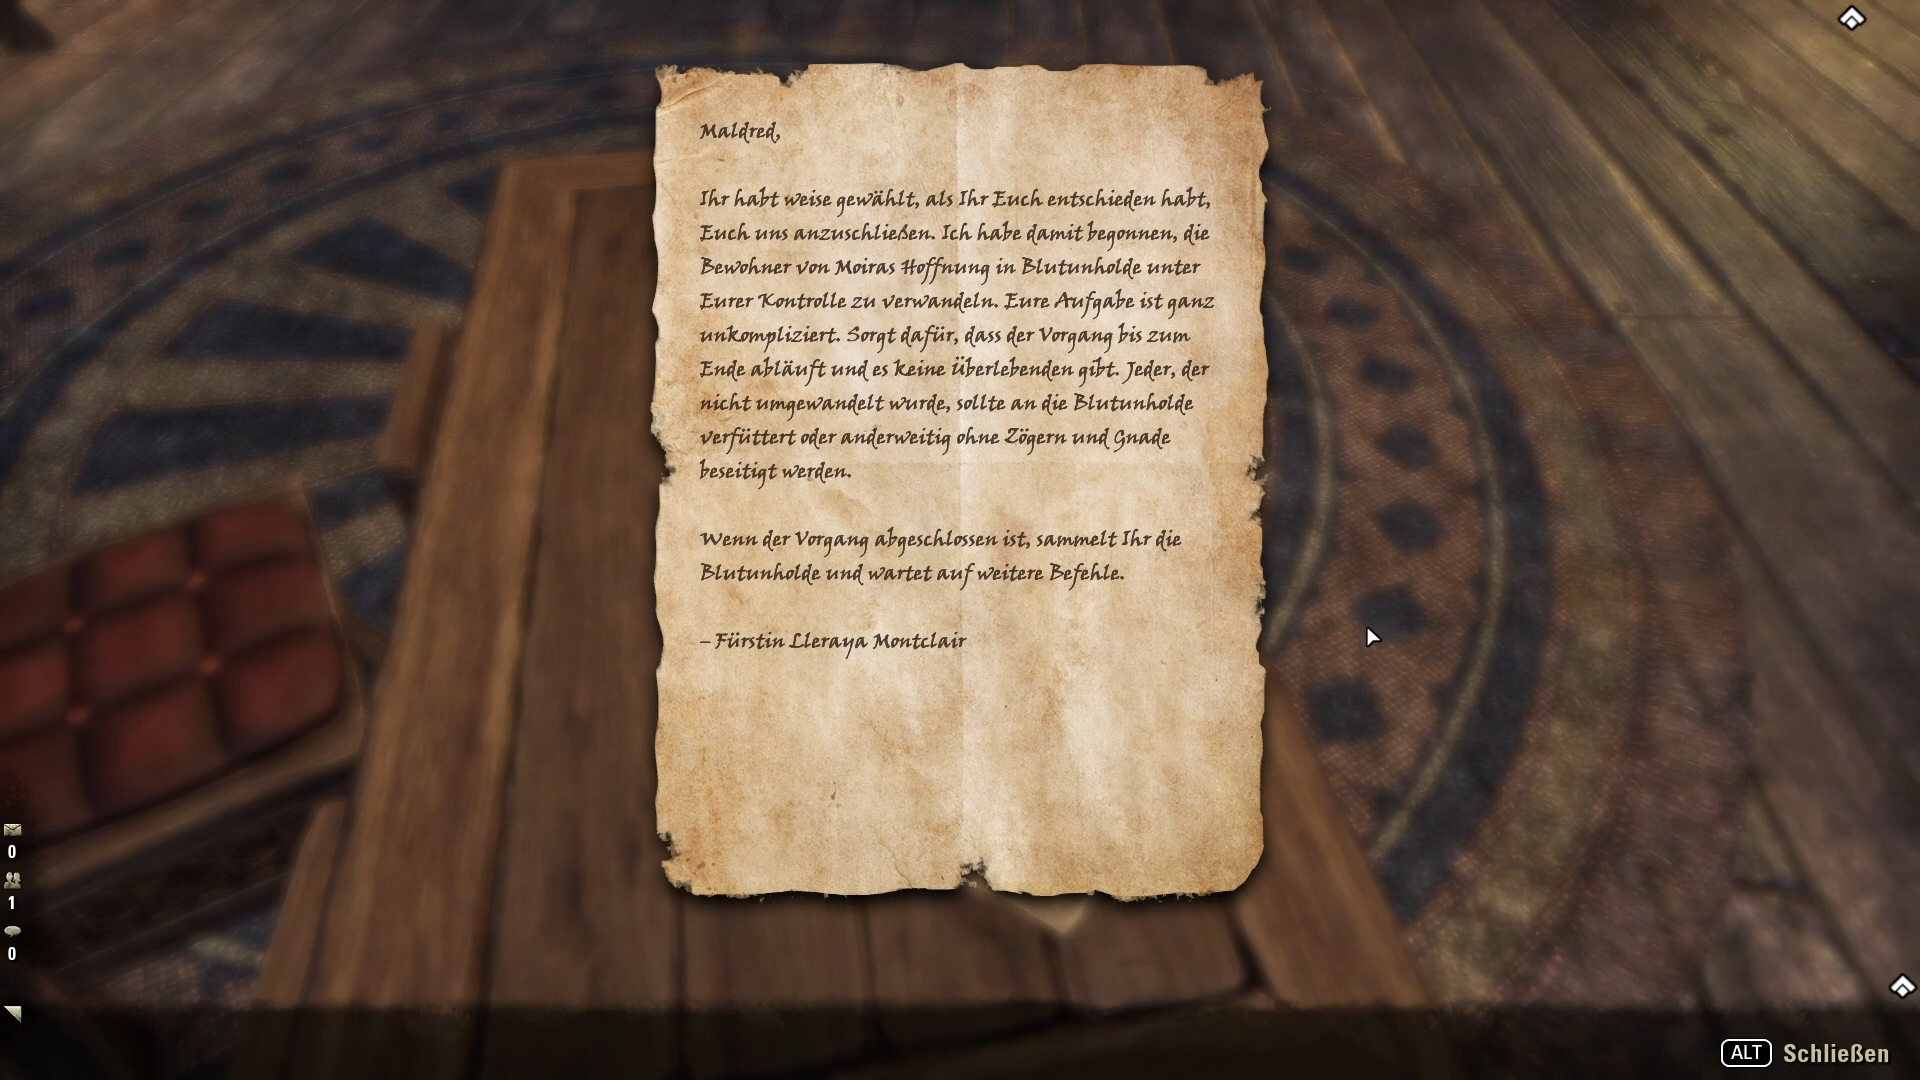 Maldred,
Ihr habt weise gewählt, als Ihr Euch entschieden habt,
Euch uns anzuschließen. Ich habe damit begonnen, die
Bewohner von Moiras Hoffnung in Blutunholde unter
Eurer Kontrolle zu verwandeln. Eure Aufgabe ist ganz
unkompliziert. Sorgt dafür, dass der Vorgang bis zum
Ende abläuft und es keine Überlebenden gibt. Jeder, der
nicht umgewandelt wurde, sollte an die Blutunholde
verfüttert oder anderweitig ohne Zögern und Gnade
beseitigt werden.
Wenn der Vorgang abgeschlossen ist, sammelt Ihr die
Blutunholde und wartet auf weitere Befehle.
– Fürstin Lleraya Montclair
0
1
0
ALT Schließen